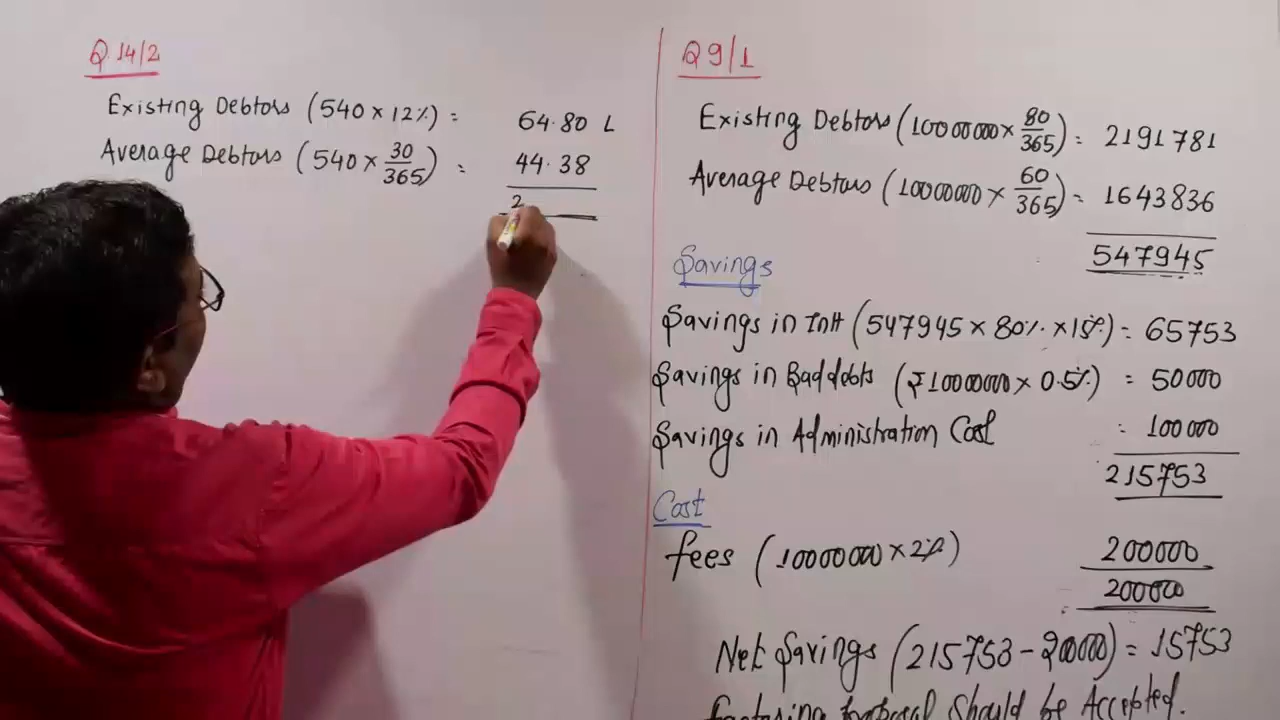 Q.14/2
Existing Debtors (540 × 12%) = 64.80 L
Average Debtors (540 × 30/365) = 44.38
2
Q 9/1
Existing Debtors (10000000 × 80/365) = 2191781
Average Debtors (10000000 × 60/365) = 1643836
547945
Savings
Savings in Int (547945 × 80% × 15%) = 65753
Savings in Bad debts (₹10000000 × 0.5%) = 50000
Savings in Administration Cost = 100000
215753
Cost
fees (10000000 × 2%) 200000
200000
Net Savings (215753 - 200000) = 15753
Factoring Proposal Should be Accepted.